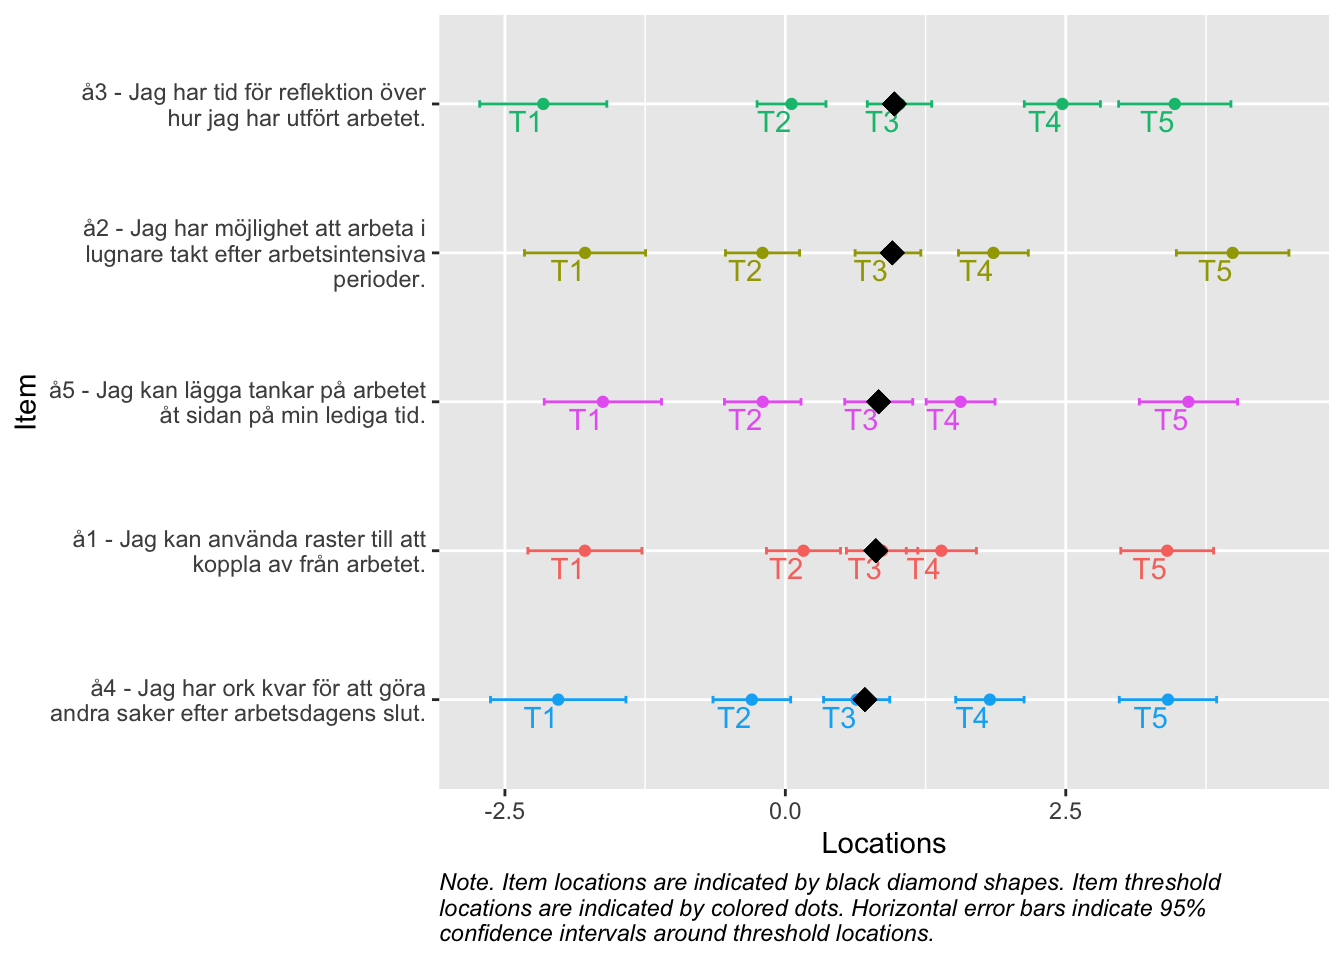 å3 - Jag har tid för reflektion över
hur jag har utfört arbetet.
T1 T2 T3 T4 T5
å2 - Jag har möjlighet att arbeta i
lugnare takt efter arbetsintensiva
perioder.
T1 T2 T3 T4 T5
Item
å5 - Jag kan lägga tankar på arbetet
åt sidan på min lediga tid.
T1 T2 T3 T4 T5
å1 - Jag kan använda raster till att
koppla av från arbetet.
T1 T2 T3 T4 T5
å4 - Jag har ork kvar för att göra
andra saker efter arbetsdagens slut.
T1 T2 T3 T4 T5
-2.5 0.0 2.5
Locations
Note. Item locations are indicated by black diamond shapes. Item threshold
locations are indicated by colored dots. Horizontal error bars indicate 95%
confidence intervals around threshold locations.